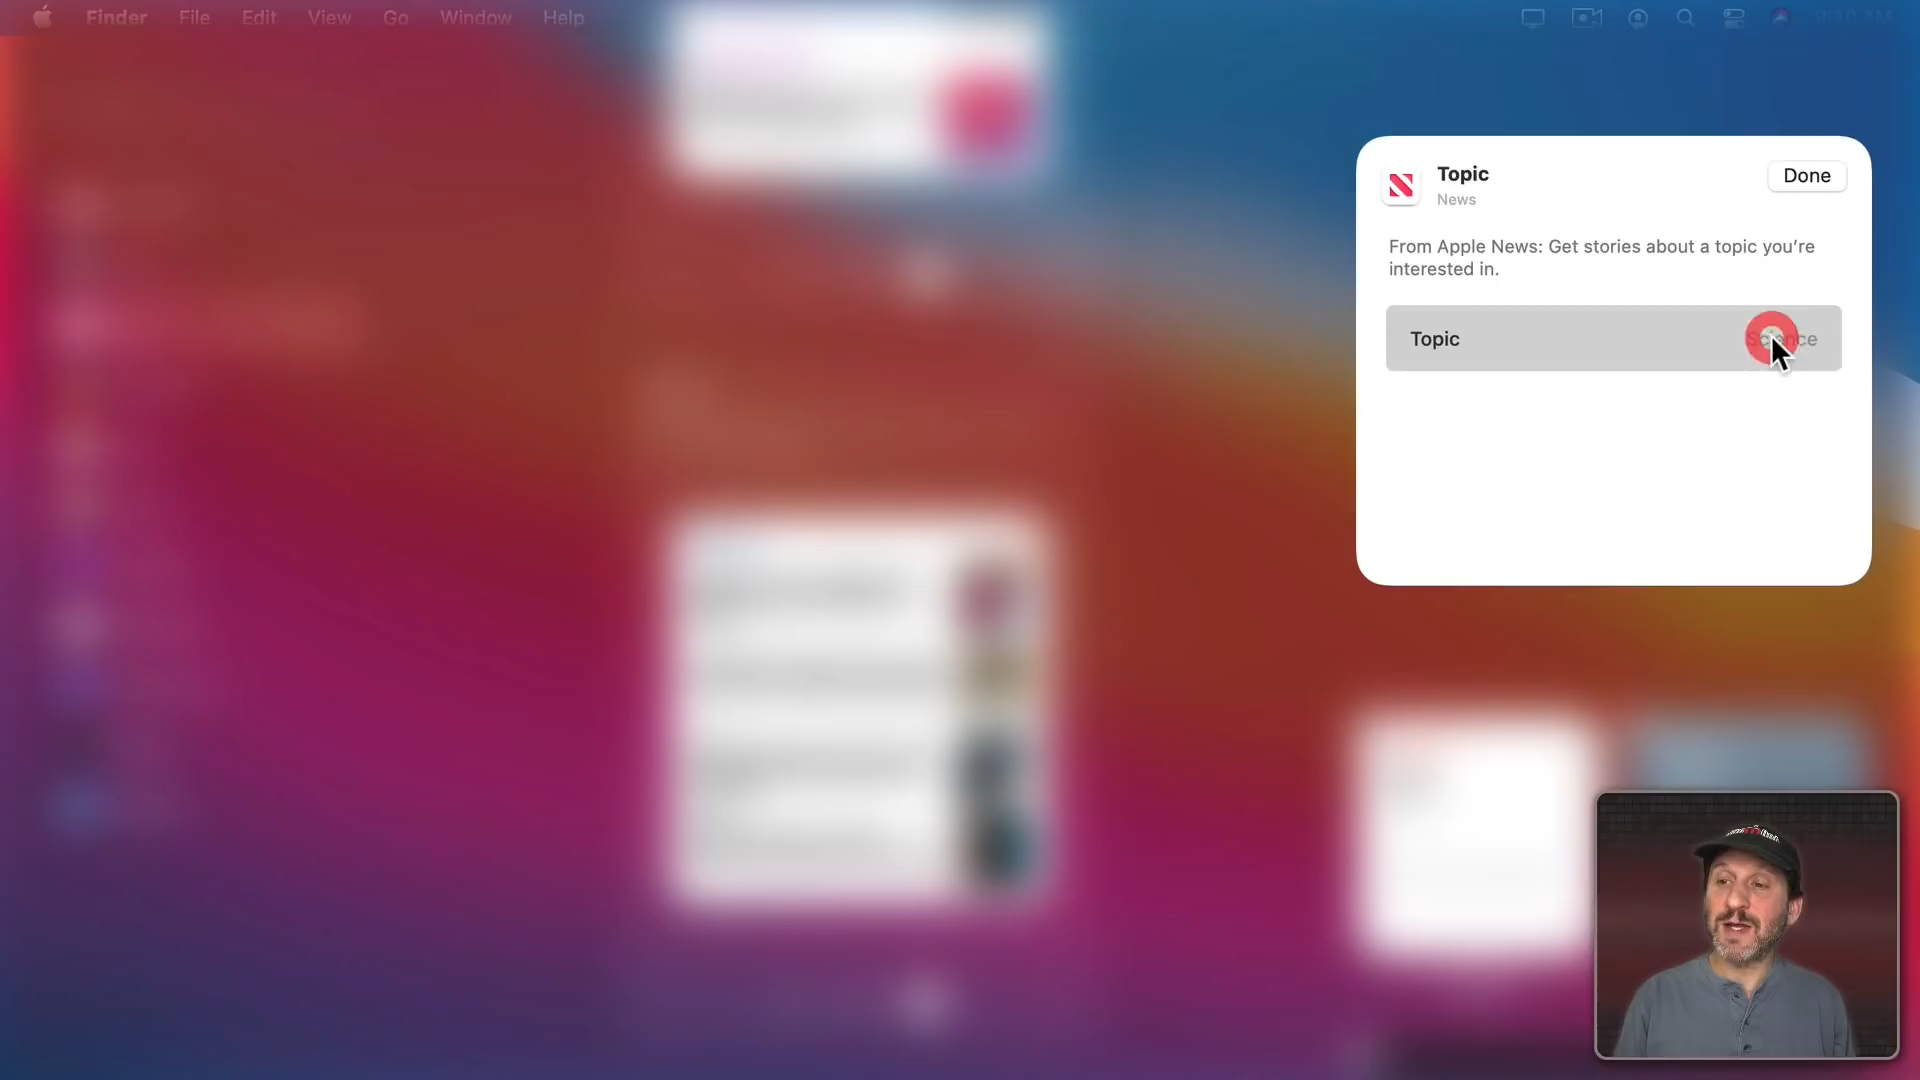 Finder File Edit View Go Window Help
Topic
Done
News
From Apple News: Get stories about a topic you're
interested in.
Topic
Science